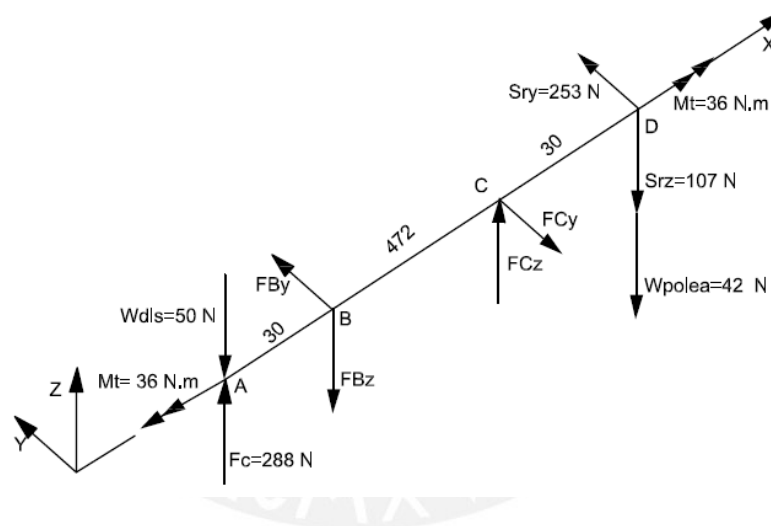 X
Sry=253 N
Mt=36 N.m
D
30
Srz=107 N
C
FCy
472
FCz
Wpolea=42 N
FBy
Wdls=50 N
B
30
Z
Mt= 36 N.m
A
FBz
Y
Fc=288 N